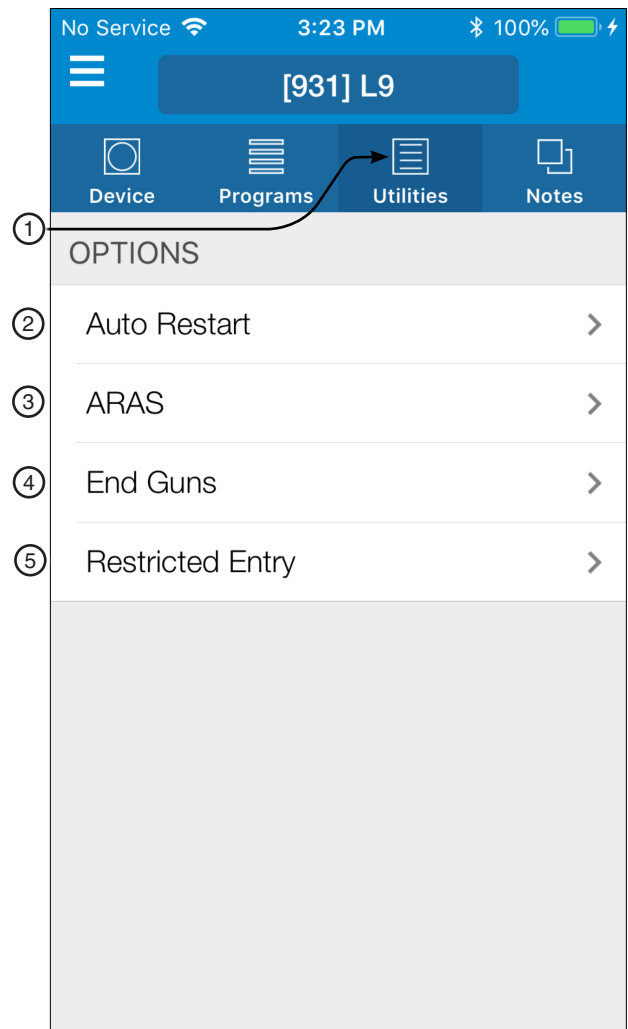 No Service 3:23 PM 100%
[931] L9
Device Programs Utilities Notes
1
OPTIONS
2 Auto Restart
3 ARAS
4 End Guns
5 Restricted Entry